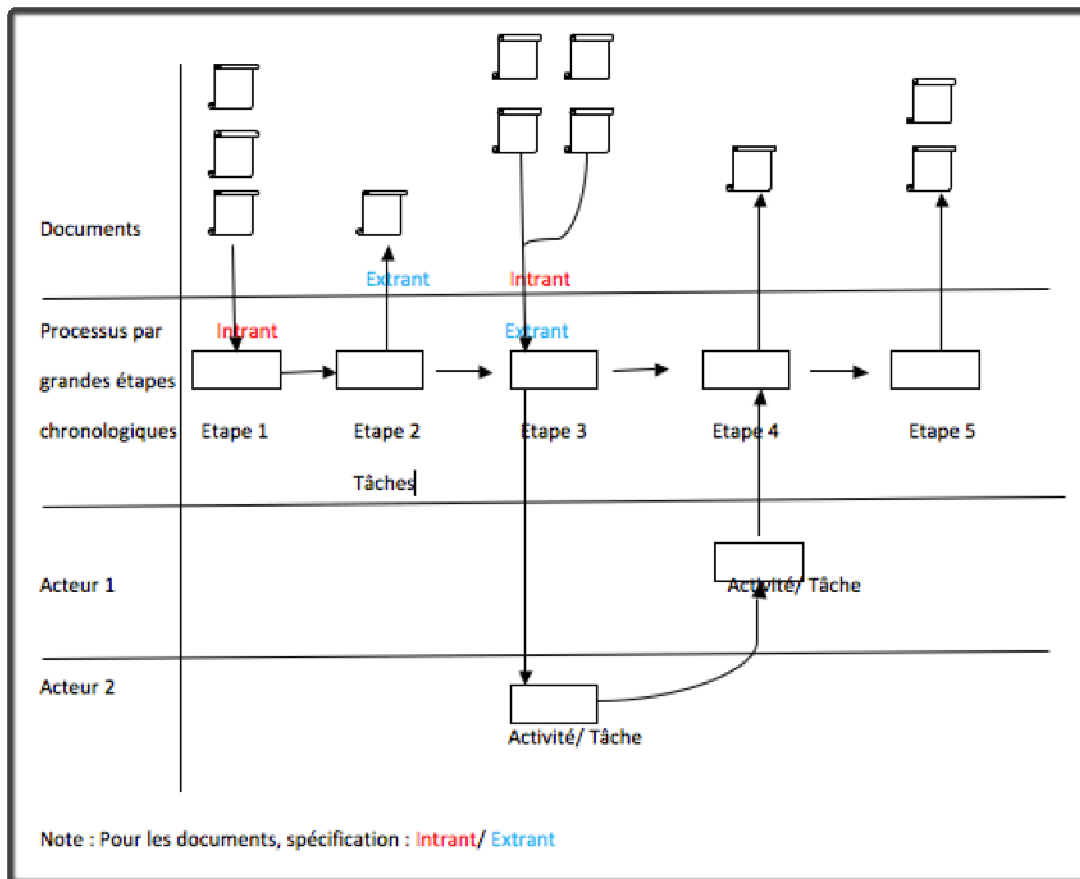 Documents
Extrant
Intrant
Processus par
Intrant
Extrant
grandes étapes
chronologiques
Etape 1
Etape 2
Etape 3
Etape 4
Etape 5
Tâches
Acteur 1
Activité/ Tâche
Acteur 2
Activité/ Tâche
Note : Pour les documents, spécification : Intrant/ Extrant